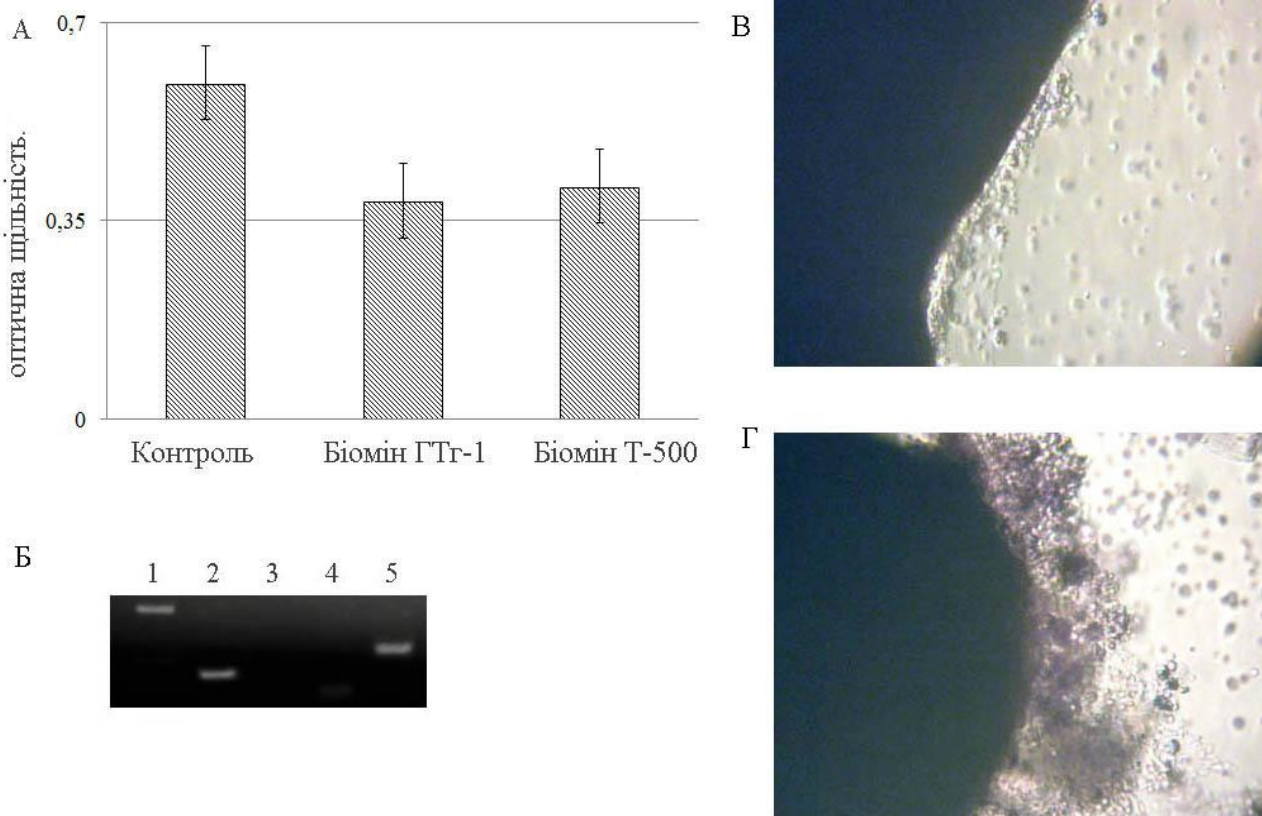 А
0,7
оптична щільність.
0,35
0
Контроль
Біомін ГТг-1
Біомін Т-500
Б
1 2 3 4 5
В
Г